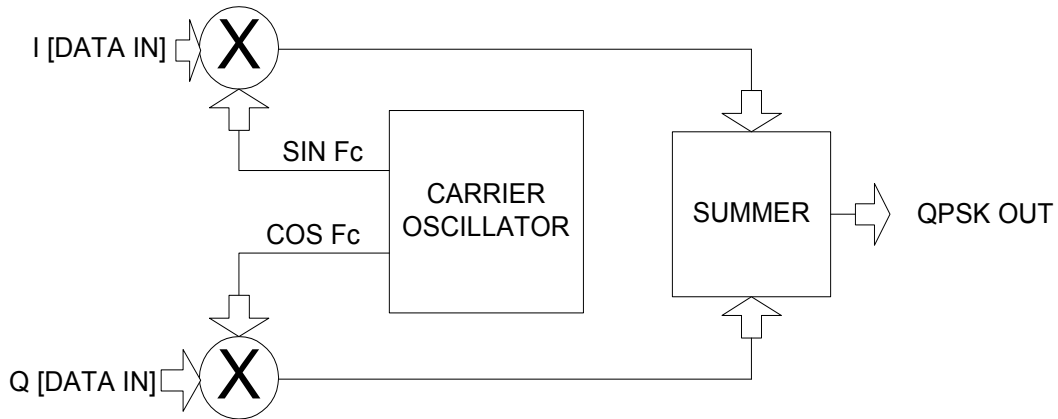 I [DATA IN]
X
SIN Fc
CARRIER
OSCILLATOR
COS Fc
SUMMER
QPSK OUT
Q [DATA IN]
X